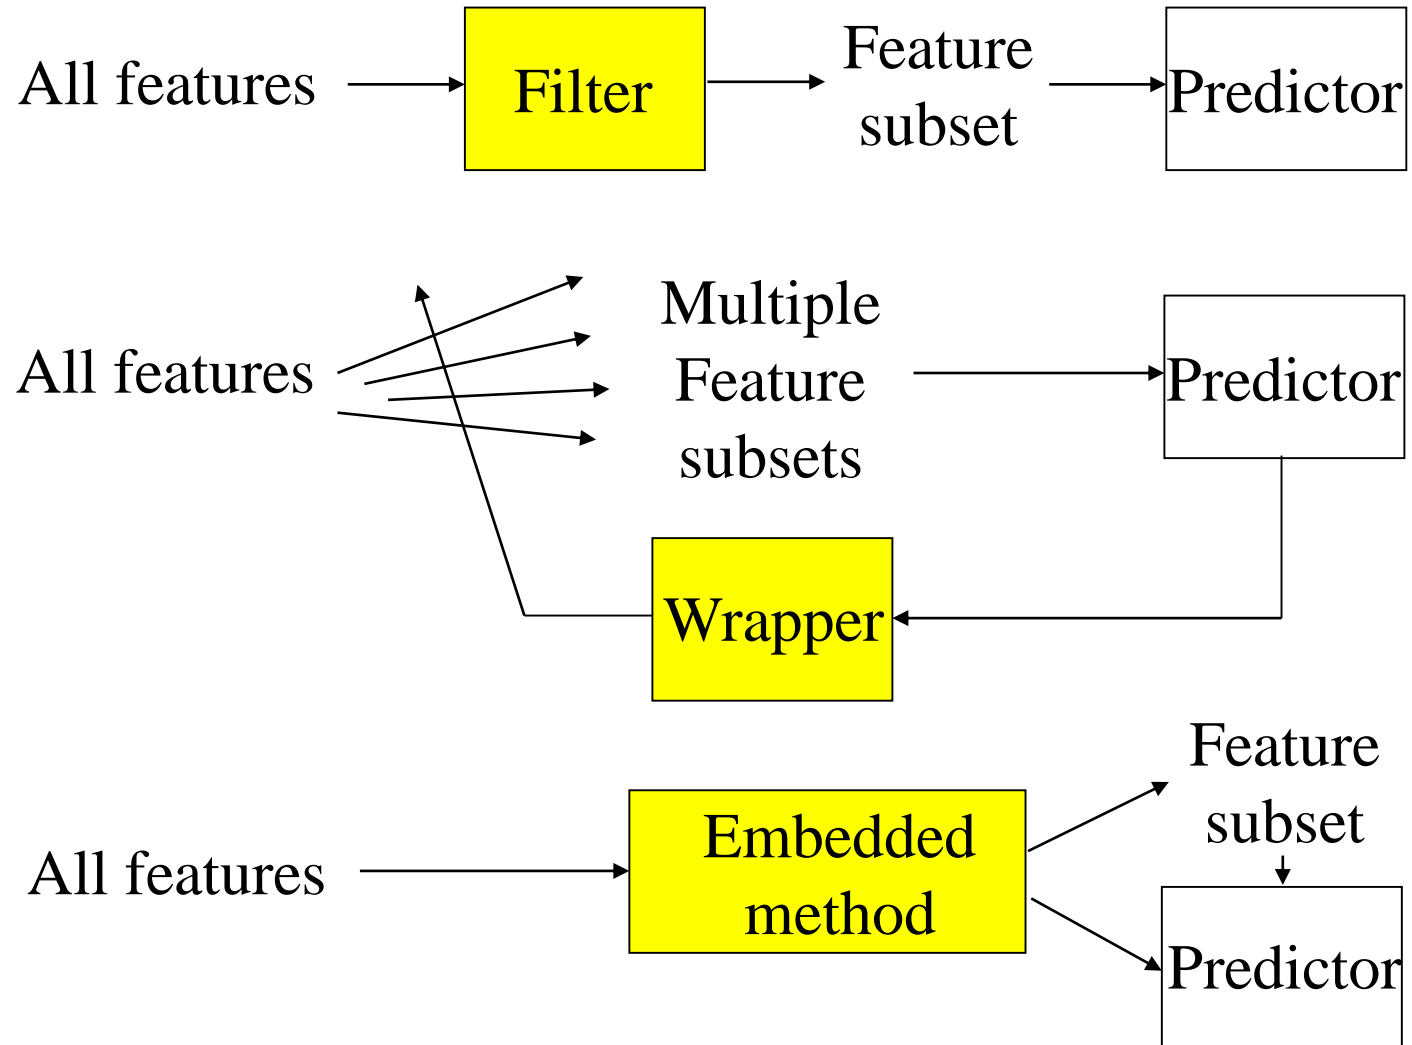 All features
Filter
Feature
subset
Predictor
All features
Multiple
Feature
subsets
Predictor
Wrapper
All features
Embedded
method
Feature
subset
Predictor